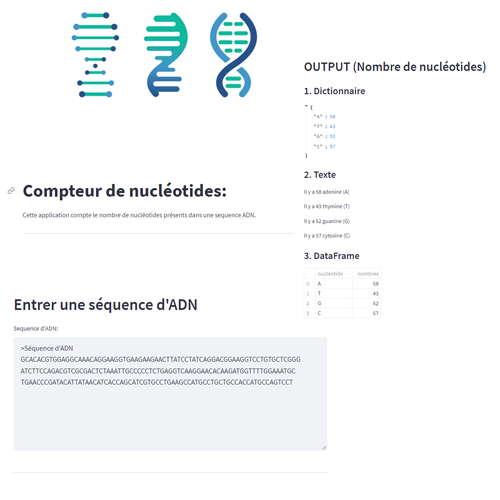 Compteur de nucléotides:
Cette application compte le nombre de nucléotides présents dans une sequence ADN.
Entrer une séquence d'ADN
Sequence d'ADN:
>Séquence d'ADN
GCACACGTGGAGGCAAACAGGAAGGTGAAGAAGAACTTATCCTATCAGGACGGAAGGTCCTGTGCTCGGG
ATCTTCCAGACGTCGCGACTCTAAATTGCCCCCTCTGAGGTCAAGGAACACAAGATGGTTTTGGAAATGC
TGAACCCGATACATTATAACATCACCAGCATCGTGCCTGAAGCCATGCCTGCTGCCACCATGCCAGTCCT
OUTPUT (Nombre de nucléotides)
1. Dictionnaire
{
"A" : 58
"T" : 43
"G" : 52
"C" : 57
}
2. Texte
Il y a 58 adenine (A)
Il y a 43 thymine (T)
Il y a 52 guanine (G)
Il y a 57 cytosine (C)
3. DataFrame
nucleotide nombres
0 A 58
1 T 43
2 G 52
3 C 57